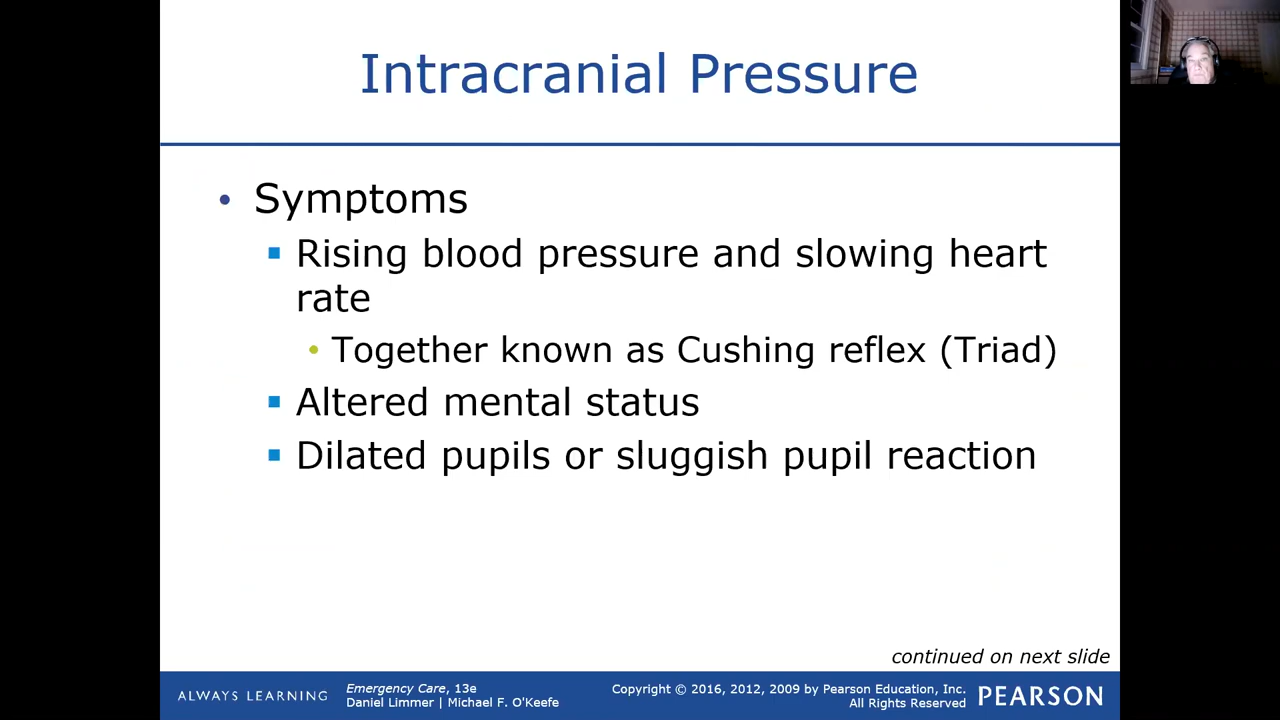 Intracranial Pressure
• Symptoms
▪ Rising blood pressure and slowing heart
rate
• Together known as Cushing reflex (Triad)
▪ Altered mental status
▪ Dilated pupils or sluggish pupil reaction
continued on next slide
ALWAYS LEARNING
Emergency Care, 13e
Daniel Limmer | Michael F. O'Keefe
Copyright © 2016, 2012, 2009 by Pearson Education, Inc.
All Rights Reserved
PEARSON